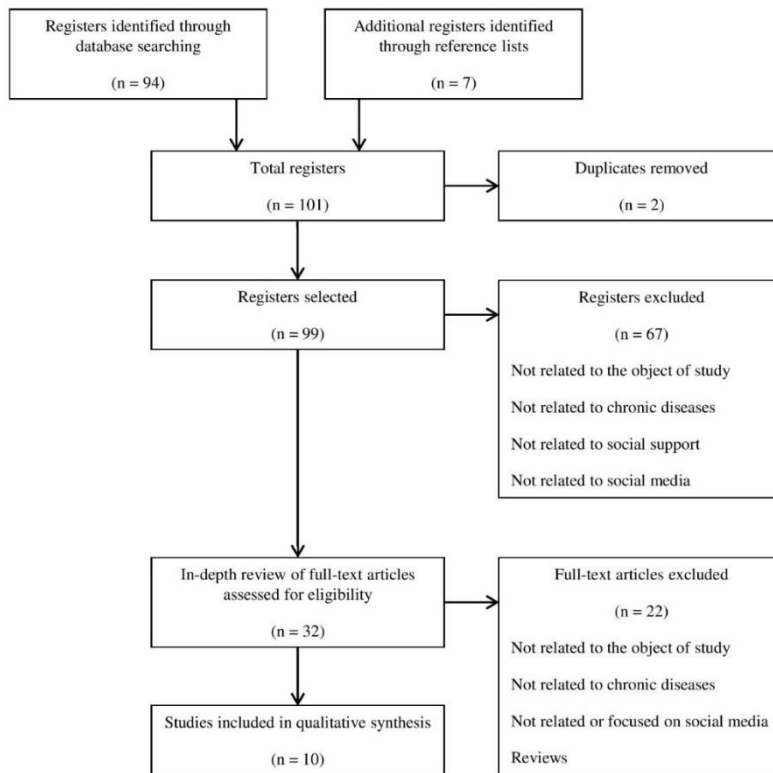 Registers identified through
database searching
(n = 94)
Additional registers identified
through reference lists
(n = 7)
Total registers
(n = 101)
Duplicates removed
(n = 2)
Registers selected
(n = 99)
Registers excluded
(n = 67)
Not related to the object of study
Not related to chronic diseases
Not related to social support
Not related to social media
In-depth review of full-text articles
assessed for eligibility
(n = 32)
Full-text articles excluded
(n = 22)
Not related to the object of study
Not related to chronic diseases
Not related or focused on social media
Reviews
Studies included in qualitative synthesis
(n = 10)